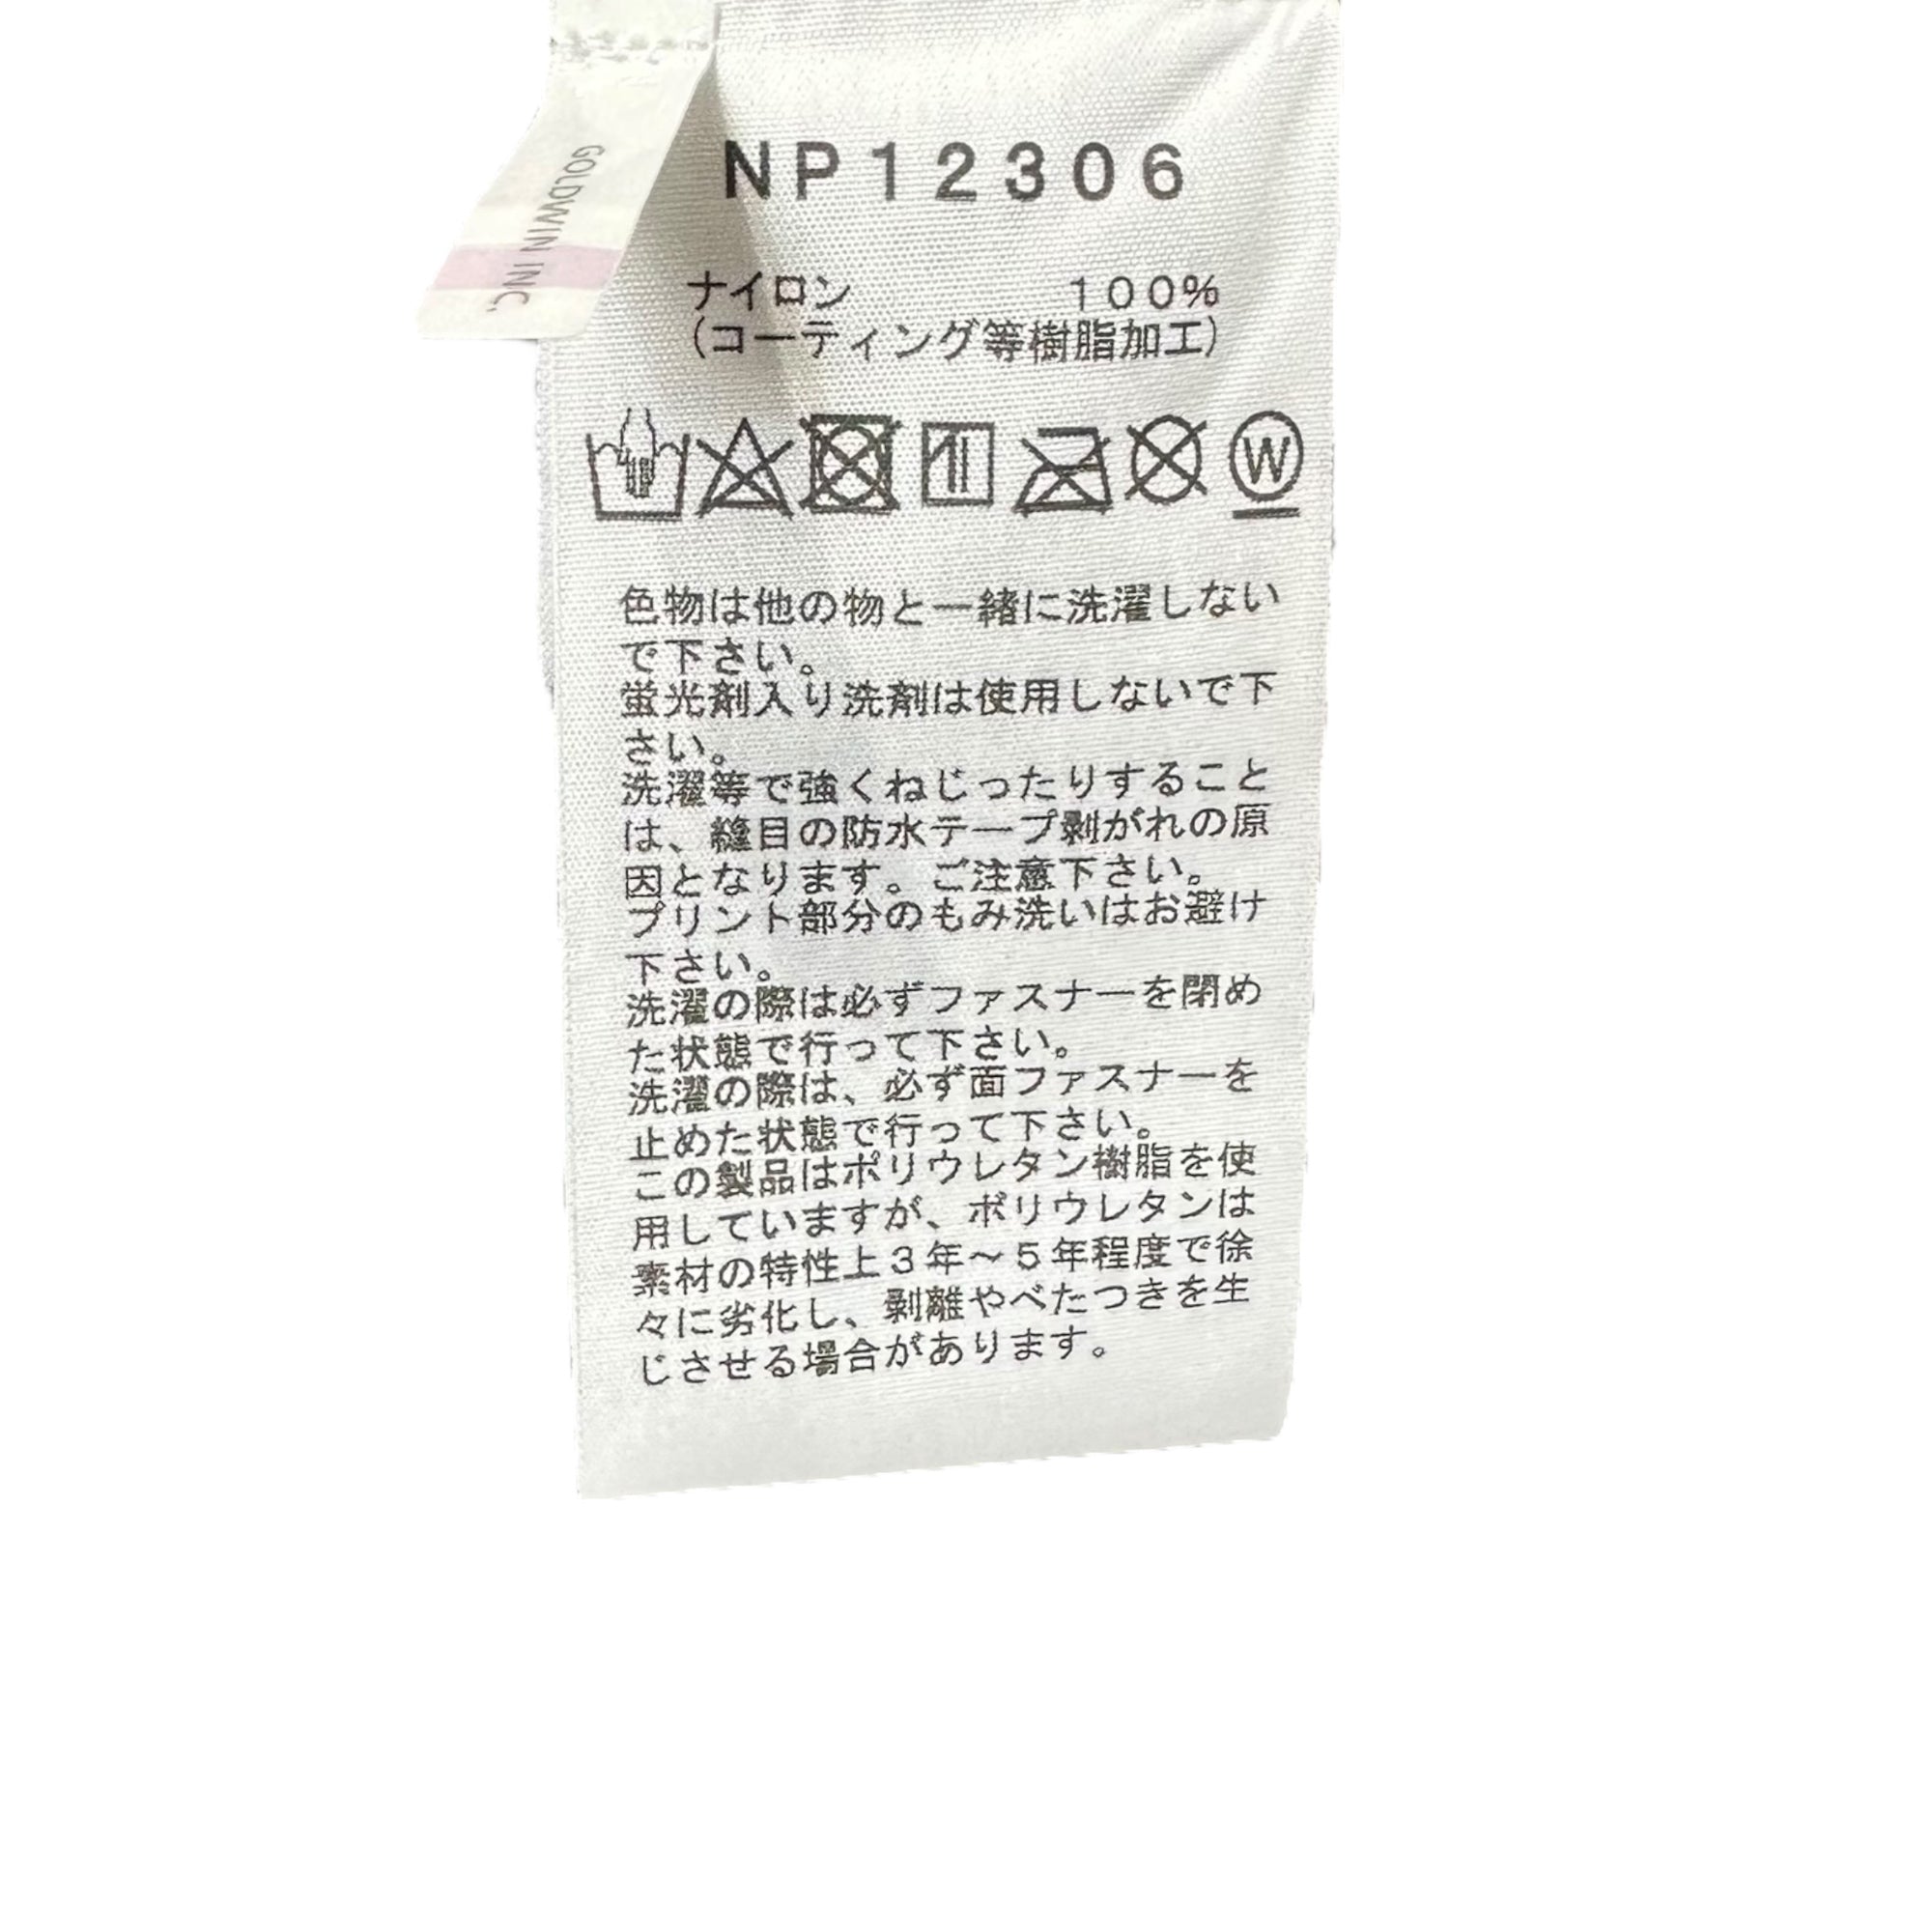 GOLDWIN INC.
NP12306
ナイロン 100%
(コーティング等樹脂加工)
W
色物は他の物と一緒に洗濯しない
で下さい。
蛍光剤入り洗剤は使用しないで下
さい。
洗濯等で強くねじったりすること
は、縫目の防水テープ剥がれの原
因となります。ご注意下さい。
プリント部分のもみ洗いはお避け
下さい。
洗濯の際は必ずファスナーを閉め
た状態で行って下さい。
洗濯の際は、必ず面ファスナーを
止めた状態で行って下さい。
この製品はポリウレタン樹脂を使
用していますが、ポリウレタンは
素材の特性上3年～5年程度で徐
々に劣化し、剥離やべたつきを生
じさせる場合があります。